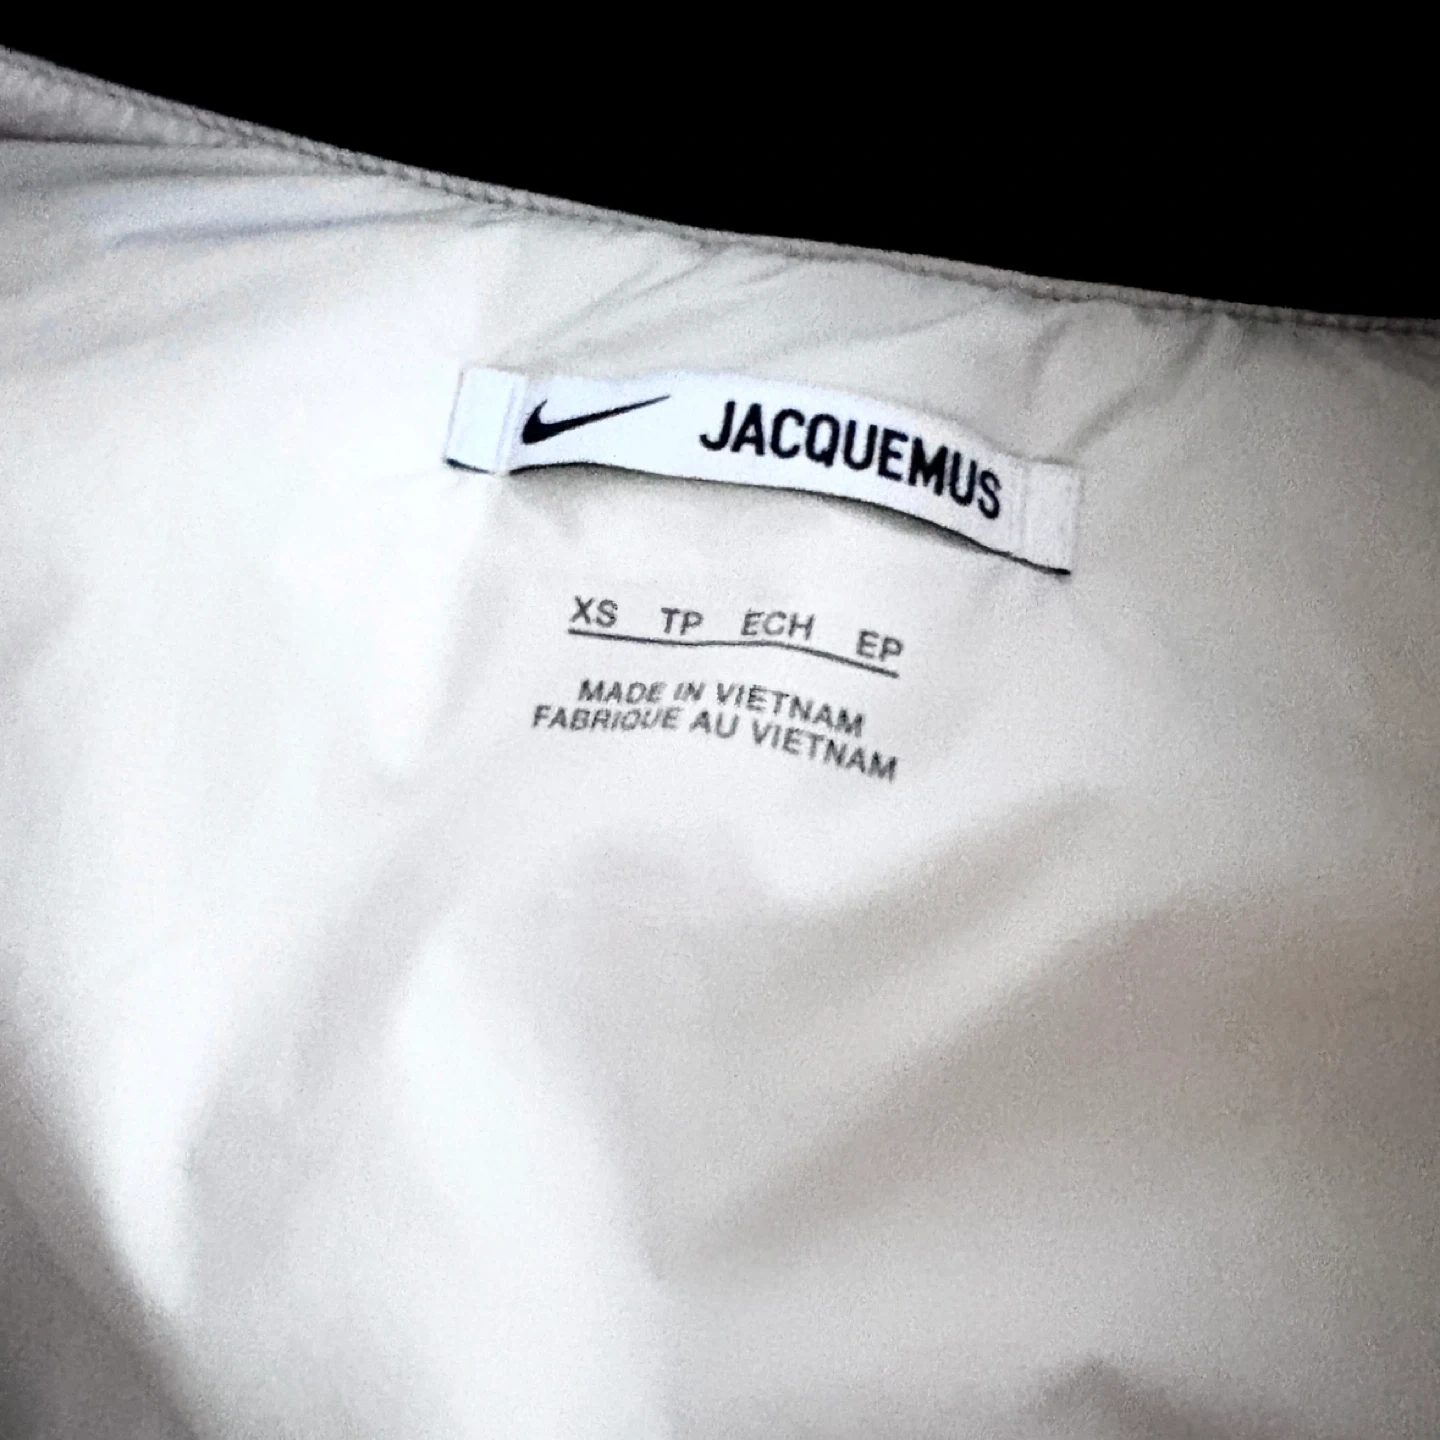 JACQUEMUS
XS TP ECH EP
MADE IN VIETNAM
FABRIQUE AU VIETNAM